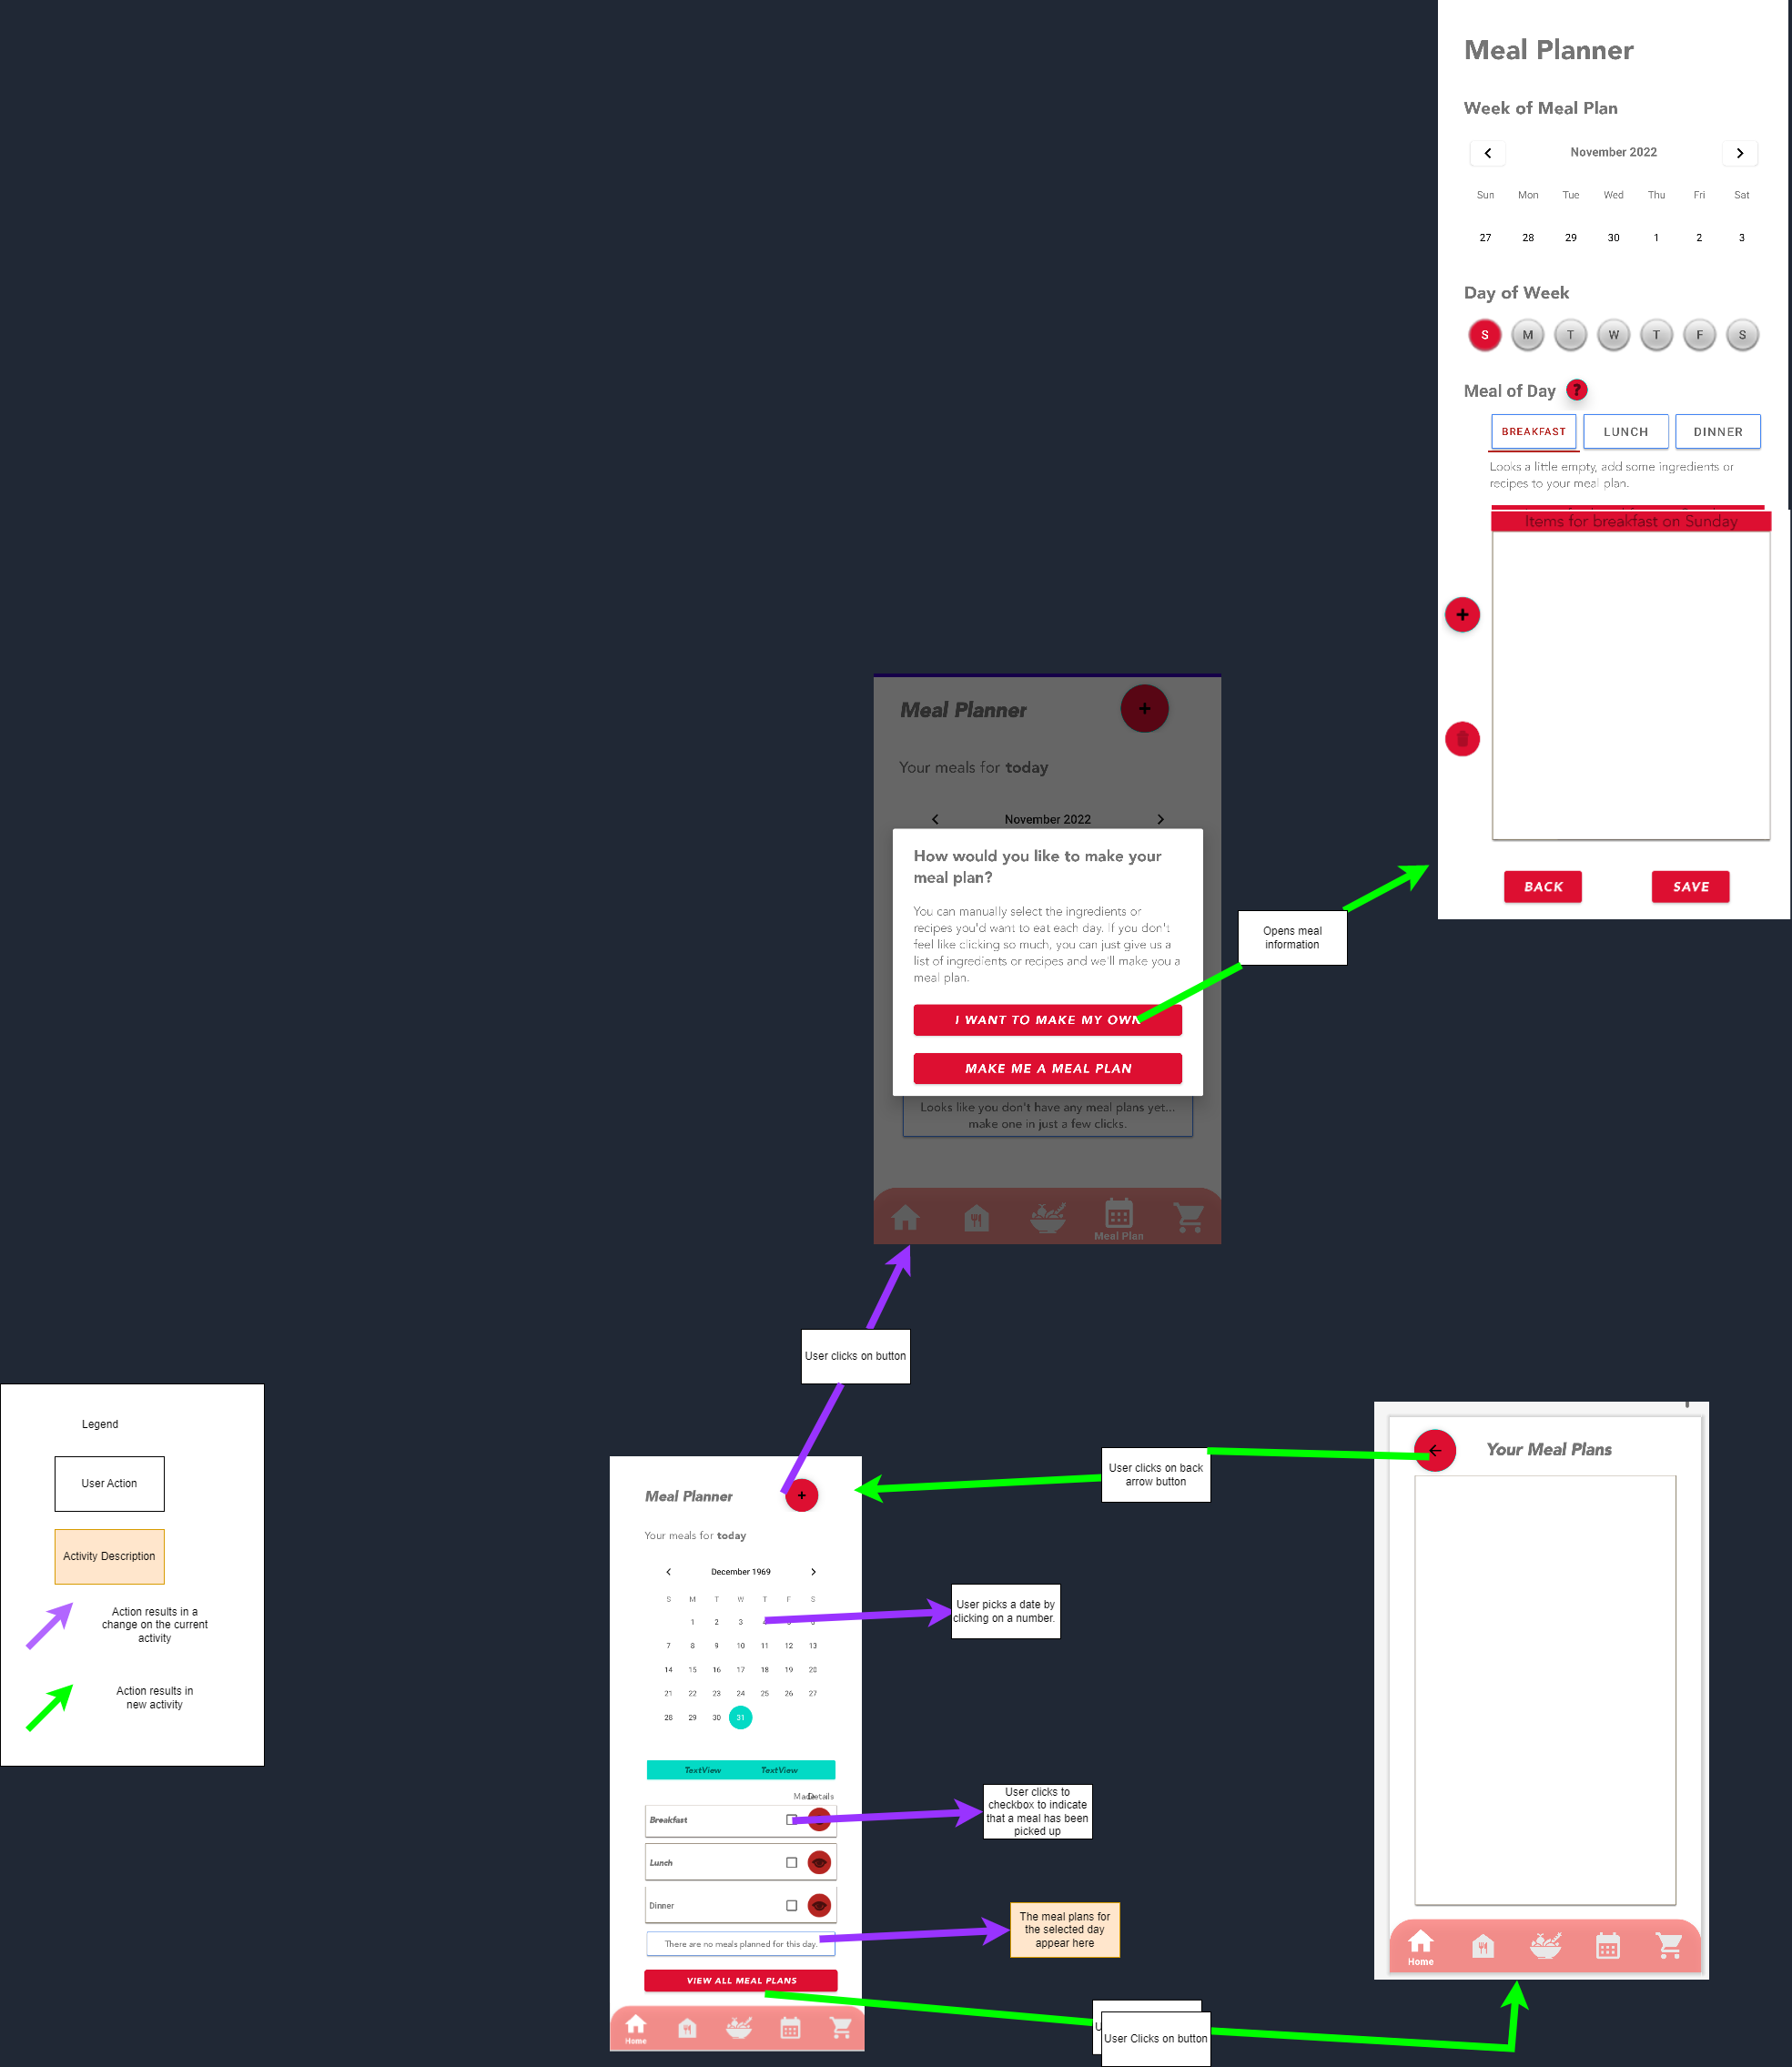 Meal Planner
Week of Meal Plan
November 2022
Sun Mon Tue Wed Thu Fri Sat
27 28 29 30 1 2 3
Day of Week
S M T W T F S
Meal of Day ?
BREAKFAST LUNCH DINNER
Looks a little empty, add some ingredients or
recipes to your meal plan.
Items for breakfast on Sunday
BACK SAVE
Meal Planner
Your meals for today
November 2022
How would you like to make your
meal plan?
You can manually select the ingredients or
recipes you'd want to eat each day. If you don't
feel like clicking so much, you can just give us a
list of ingredients or recipes and we'll make you a
meal plan.
I WANT TO MAKE MY OWN
MAKE ME A MEAL PLAN
Looks like you don't have any meal plans yet...
make one in just a few clicks.
Meal Plan
Opens meal
information
User clicks on button
Legend
User Action
Activity Description
Action results in a
change on the current
activity
Action results in
new activity
Meal Planner
Your meals for today
December 1969
S M T W T F S
1 2 3
7 8 9 10 11 12 13
14 15 16 17 18 19 20
21 22 23 24 25 26 27
28 29 30 31
TextView TextView
Details
Breakfast
Lunch
Dinner
There are no meals planned for this day.
VIEW ALL MEAL PLANS
Home
User clicks on back
arrow button
User picks a date by
clicking on a number.
User clicks to
checkbox to indicate
that a meal has been
picked up
The meal plans for
the selected day
appear here
User Clicks on button
Your Meal Plans
Home